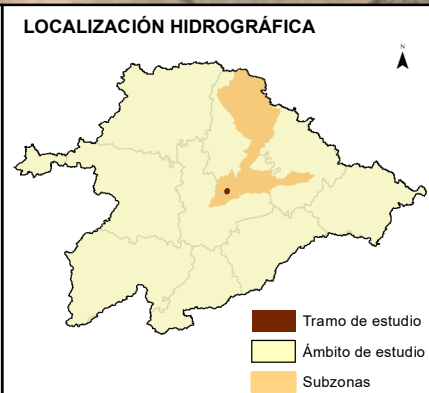 LOCALIZACIÓN HIDROGRÁFICA
N
Tramo de estudio
Ámbito de estudio
Subzonas